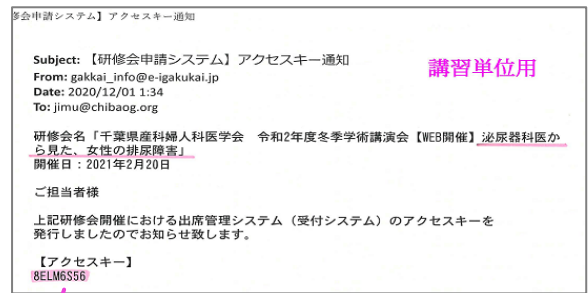 修会申請システム】アクセスキー通知
Subject: 【研修会申請システム】アクセスキー通知
講習単位用
From: gakkai_info@e-igakukai.jp
Date: 2020/12/01 1:34
To: jimu@chibaog.org
研修会名「千葉県産科婦人科医学会　令和2年度冬季学術講演会【WEB開催】泌尿器科医か
ら見た、女性の排尿障害」
開催日：2021年2月20日
ご担当者様
上記研修会開催における出席管理システム（受付システム）のアクセスキーを
発行しましたのでお知らせ致します。
【アクセスキー】
8ELM6S56